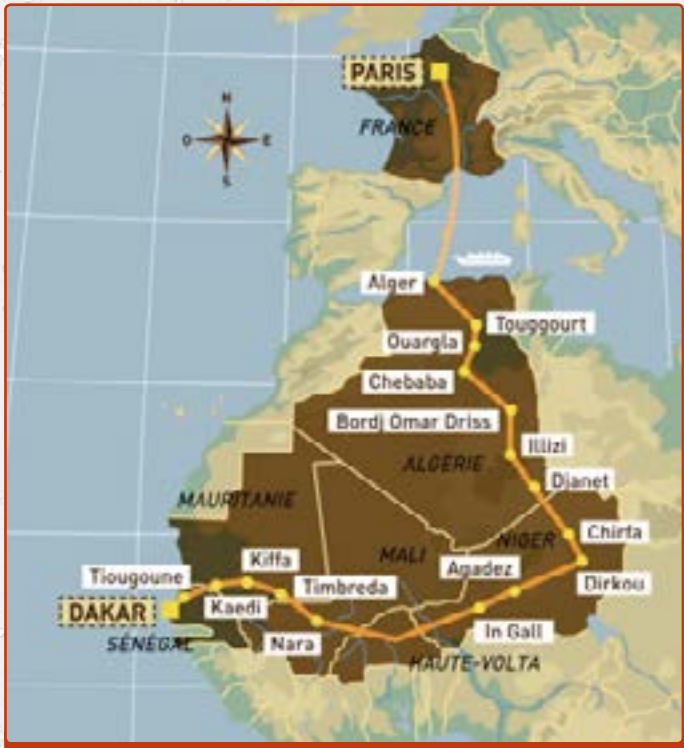 PARIS
N
O
E
S
FRANCE
Alger
Touggourt
Ouargla
Chebaba
Bordj Omar Driss
Illizi
ALGÉRIE
Djanet
MAURITANIE
Chirfa
NIGER
MALI
Agadez
Kiffa
Tiougoune
Timbreda
Dirkou
Kaedi
DAKAR
In Gall
Nara
SÉNÉGAL
HAUTE-VOLTA